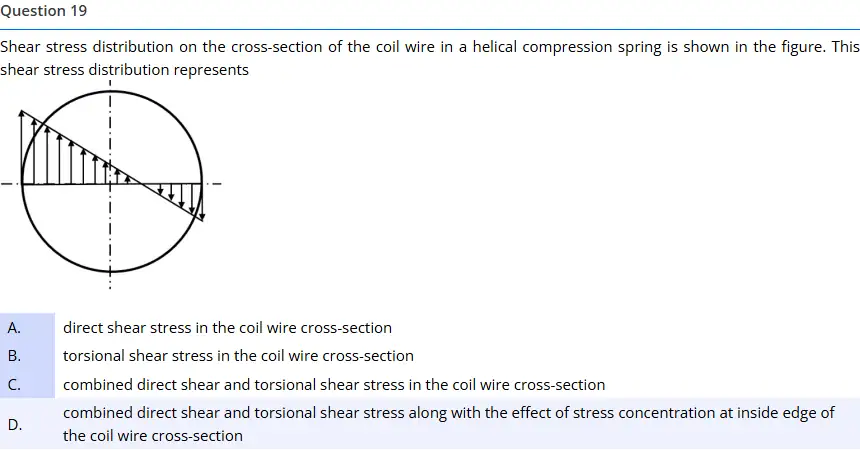 Question 19
Shear stress distribution on the cross-section of the coil wire in a helical compression spring is shown in the figure. This
shear stress distribution represents
A. direct shear stress in the coil wire cross-section
B. torsional shear stress in the coil wire cross-section
C. combined direct shear and torsional shear stress in the coil wire cross-section
D. combined direct shear and torsional shear stress along with the effect of stress concentration at inside edge of
the coil wire cross-section